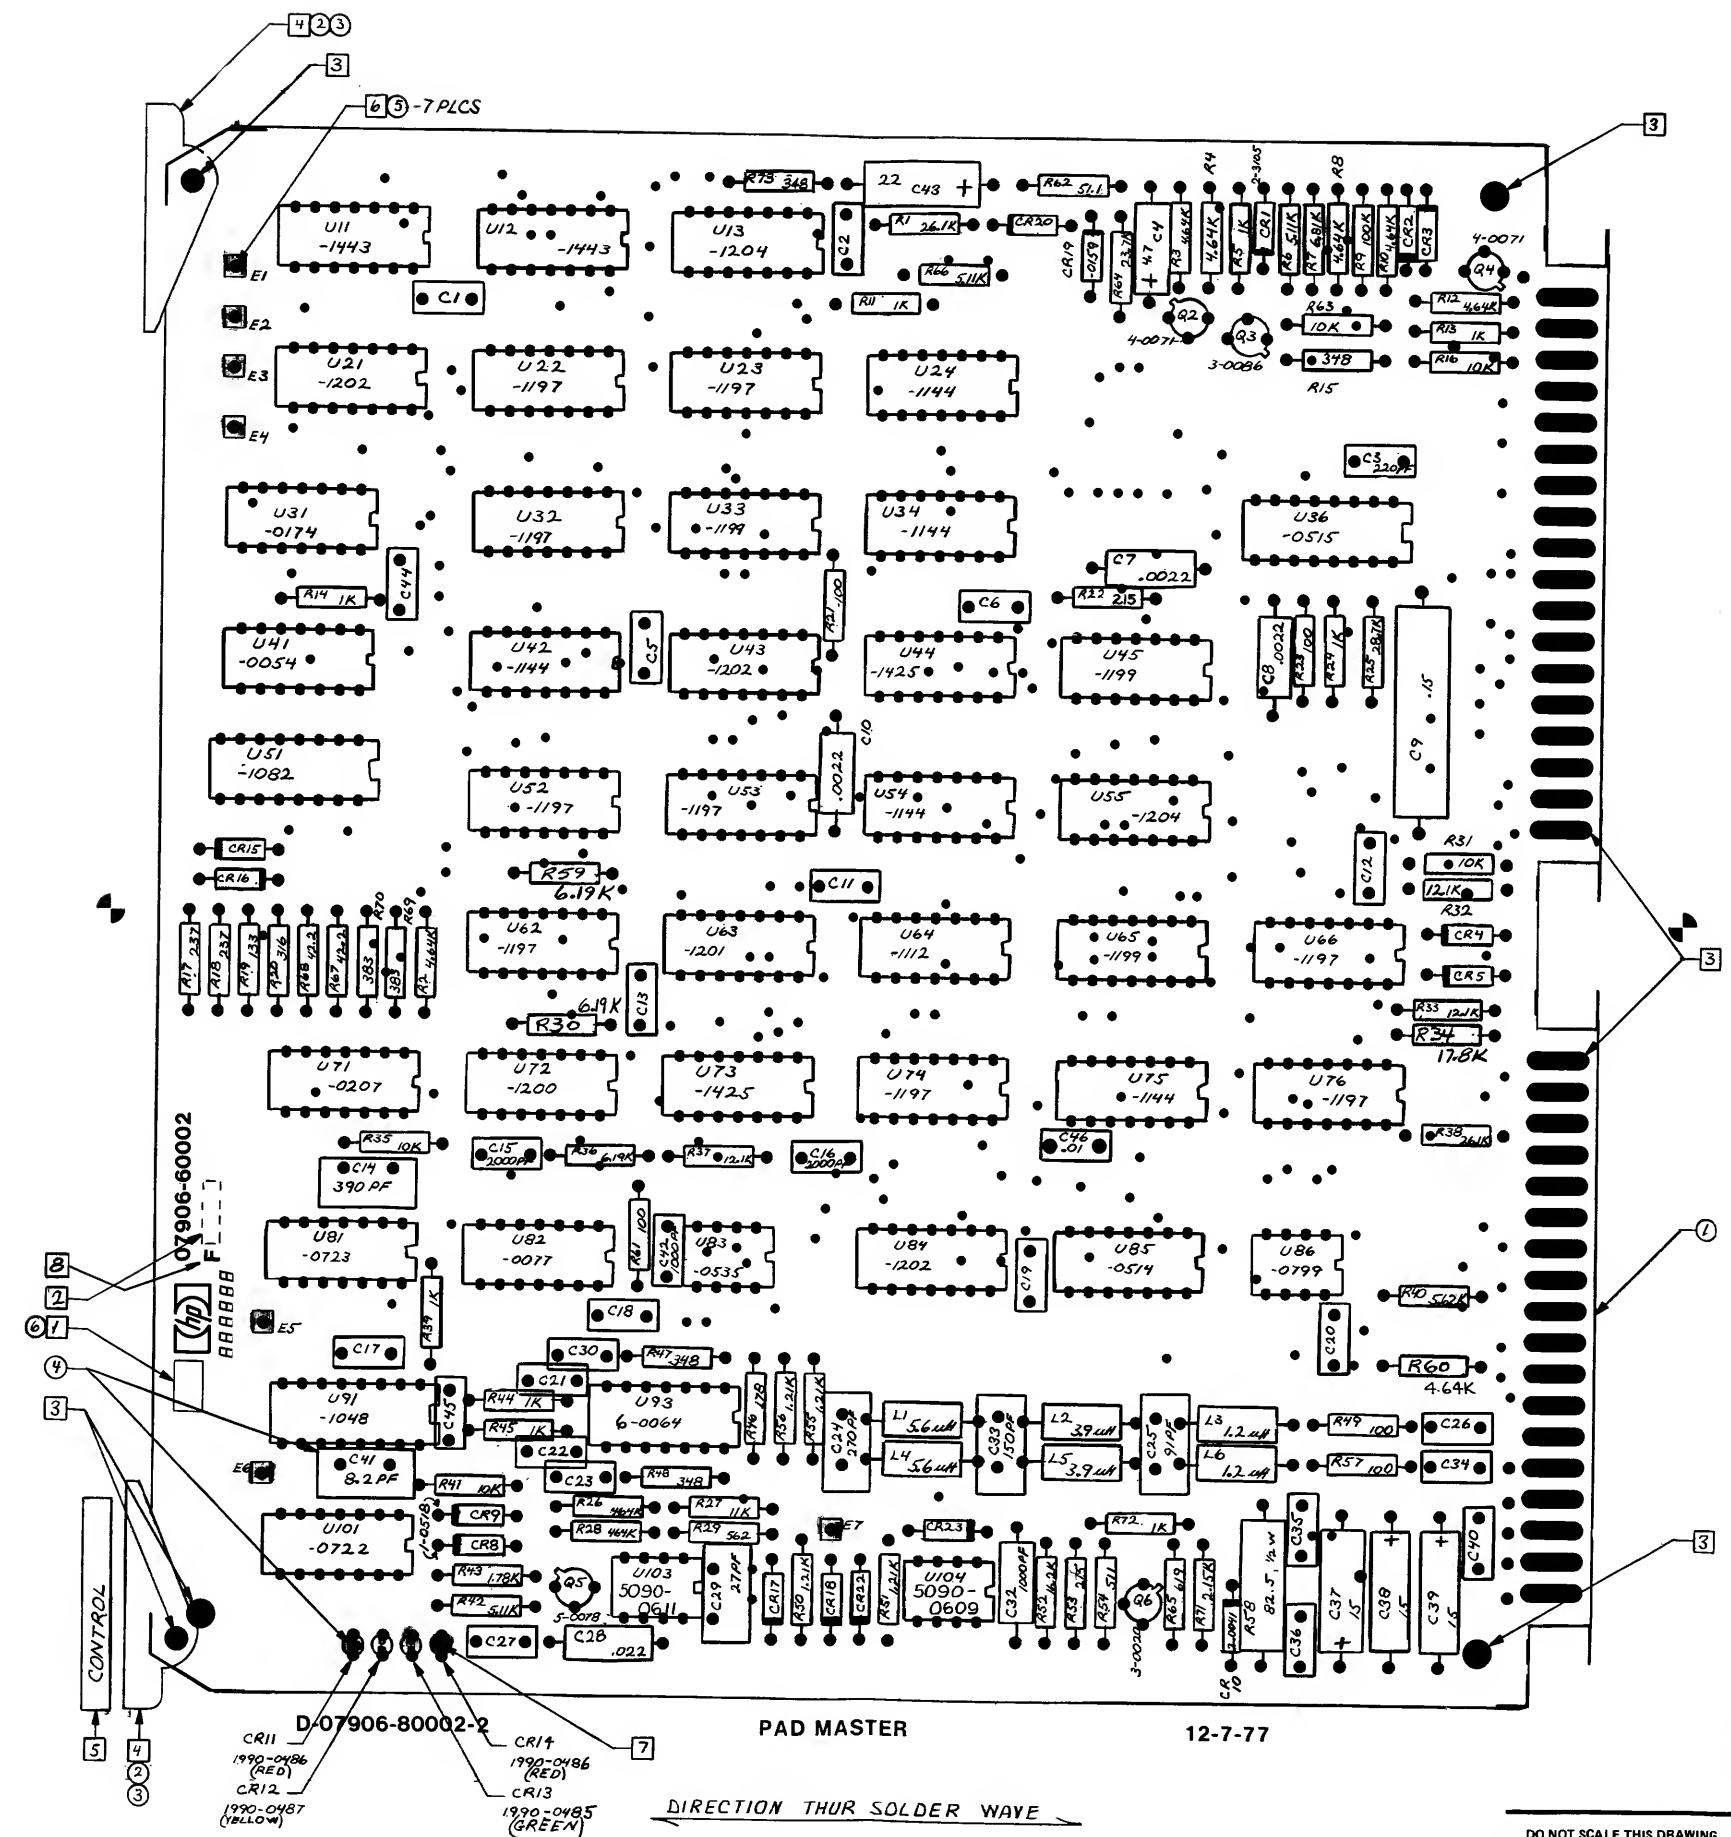 4 2 3
3
6 5 -7 PLCS
3
R73 348
22 C43 +
R62 51.1
R4
2-3105
R8
U11
-1443
U12
-1443
U13
-1204
C2
R1 26.1K
CR20
CR19 -0159
R64 23.7K
+ 47 C4
R3 464K
4.64K
R5 1K
CR1
R6 511K
R7 681K
4.64K
R9 100K
R10 4.64K
CR2
CR3
4-0071
Q4
E1
C1
R66 5.11K
R11 1K
Q2
4-0071
Q3
3-0086
R63
10K
348
R15
R12 4.64K
R13 1K
R16 10K
E2
E3
E4
U21
-1202
U22
-1197
U23
-1197
U24
-1144
C3 220PF
U31
-0174
U32
-1197
U33
-1199
U34
-1144
U36
-0515
C44
R14 1K
R21 -100
C7
.0022
C6
R22 215
U41
-0054
U42
-1144
C5
U43
-1202
U44
-1425
U45
-1199
C8 .0022
R23 100
R24 1K
R25 28.7K
C9 .15
U51
-1082
U52
-1197
U53
-1197
C10
.0022
U54
-1144
U55
-1204
CR15
CR16
R59
6.19K
C11
C12
R31
10K
12.1K
R32
R17 237
R18 237
R19 133
R20 316
R68 42.2
R67 42.2
R70
383
R69
383
R2 4.64K
U62
-1197
U63
-1201
U64
-1112
U65
-1199
U66
-1197
CR4
CR5
3
C13
6.19K
R30
R33 12.1K
R34
17.8K
U71
-0207
U72
-1200
U73
-1425
U74
-1197
U75
-1144
U76
-1197
R35 10K
C15
2000PF
R36 6.19K
R37 12.1K
C16
2000PF
C46
.01
R38 26.1K
C14
390 PF
07906-60002
F
U81
-0723
U82
-0077
R61 100
C42 1000PF
U83
-0535
U84
-1202
C19
U85
-0514
U86
-0799
1
8
2
6 1
4
3
hp
E5
R39 1K
C18
R40 5.62K
C17
C30
R47 348
C20
R60
4.64K
C21
U91
-1048
C45
R44 1K
R45 1K
U93
6-0064
R46 178
R56 1.21K
R55 1.21K
C24 270PF
L1 5.6uH
L4 5.6uH
C33 150PF
L2 3.9uH
L5 3.9uH
C25 91PF
L3 1.2uH
L6 1.2uH
R49 100
C26
R57 100
C34
C22
C23
E6
C41
8.2PF
R41 10K
R48 348
R26 464K
R27 11K
R28 464K
R29 562
U101
-0722
(1-0518)
CR9
CR8
E7
CR23
R72 1K
C35
C40
R43 1.78K
R42 5.11K
Q5
5-0078
U103
5090-
0611
C29 27PF
CR17
R50 1.21K
CR18
CR22
R51 1.21K
U104
5090-
0609
C32 1000PF
R52 16.2K
R53 215
R54 511
Q6
3-0020
R65 619
R71 2.15K
CR
10
R58 82.5, 1/2W
C36
C37 15 +
C38 15 +
C39 15 +
3
C27
C28
.022
CONTROL
5
4
2
3
D-07906-80002-2
PAD MASTER
12-7-77
7
CR11
1990-0486
(RED)
CR12
1990-0487
(YELLOW)
CR14
1990-0486
(RED)
CR13
1990-0485
(GREEN)
DIRECTION THUR SOLDER WAVE
DO NOT SCALE THIS DRAWING